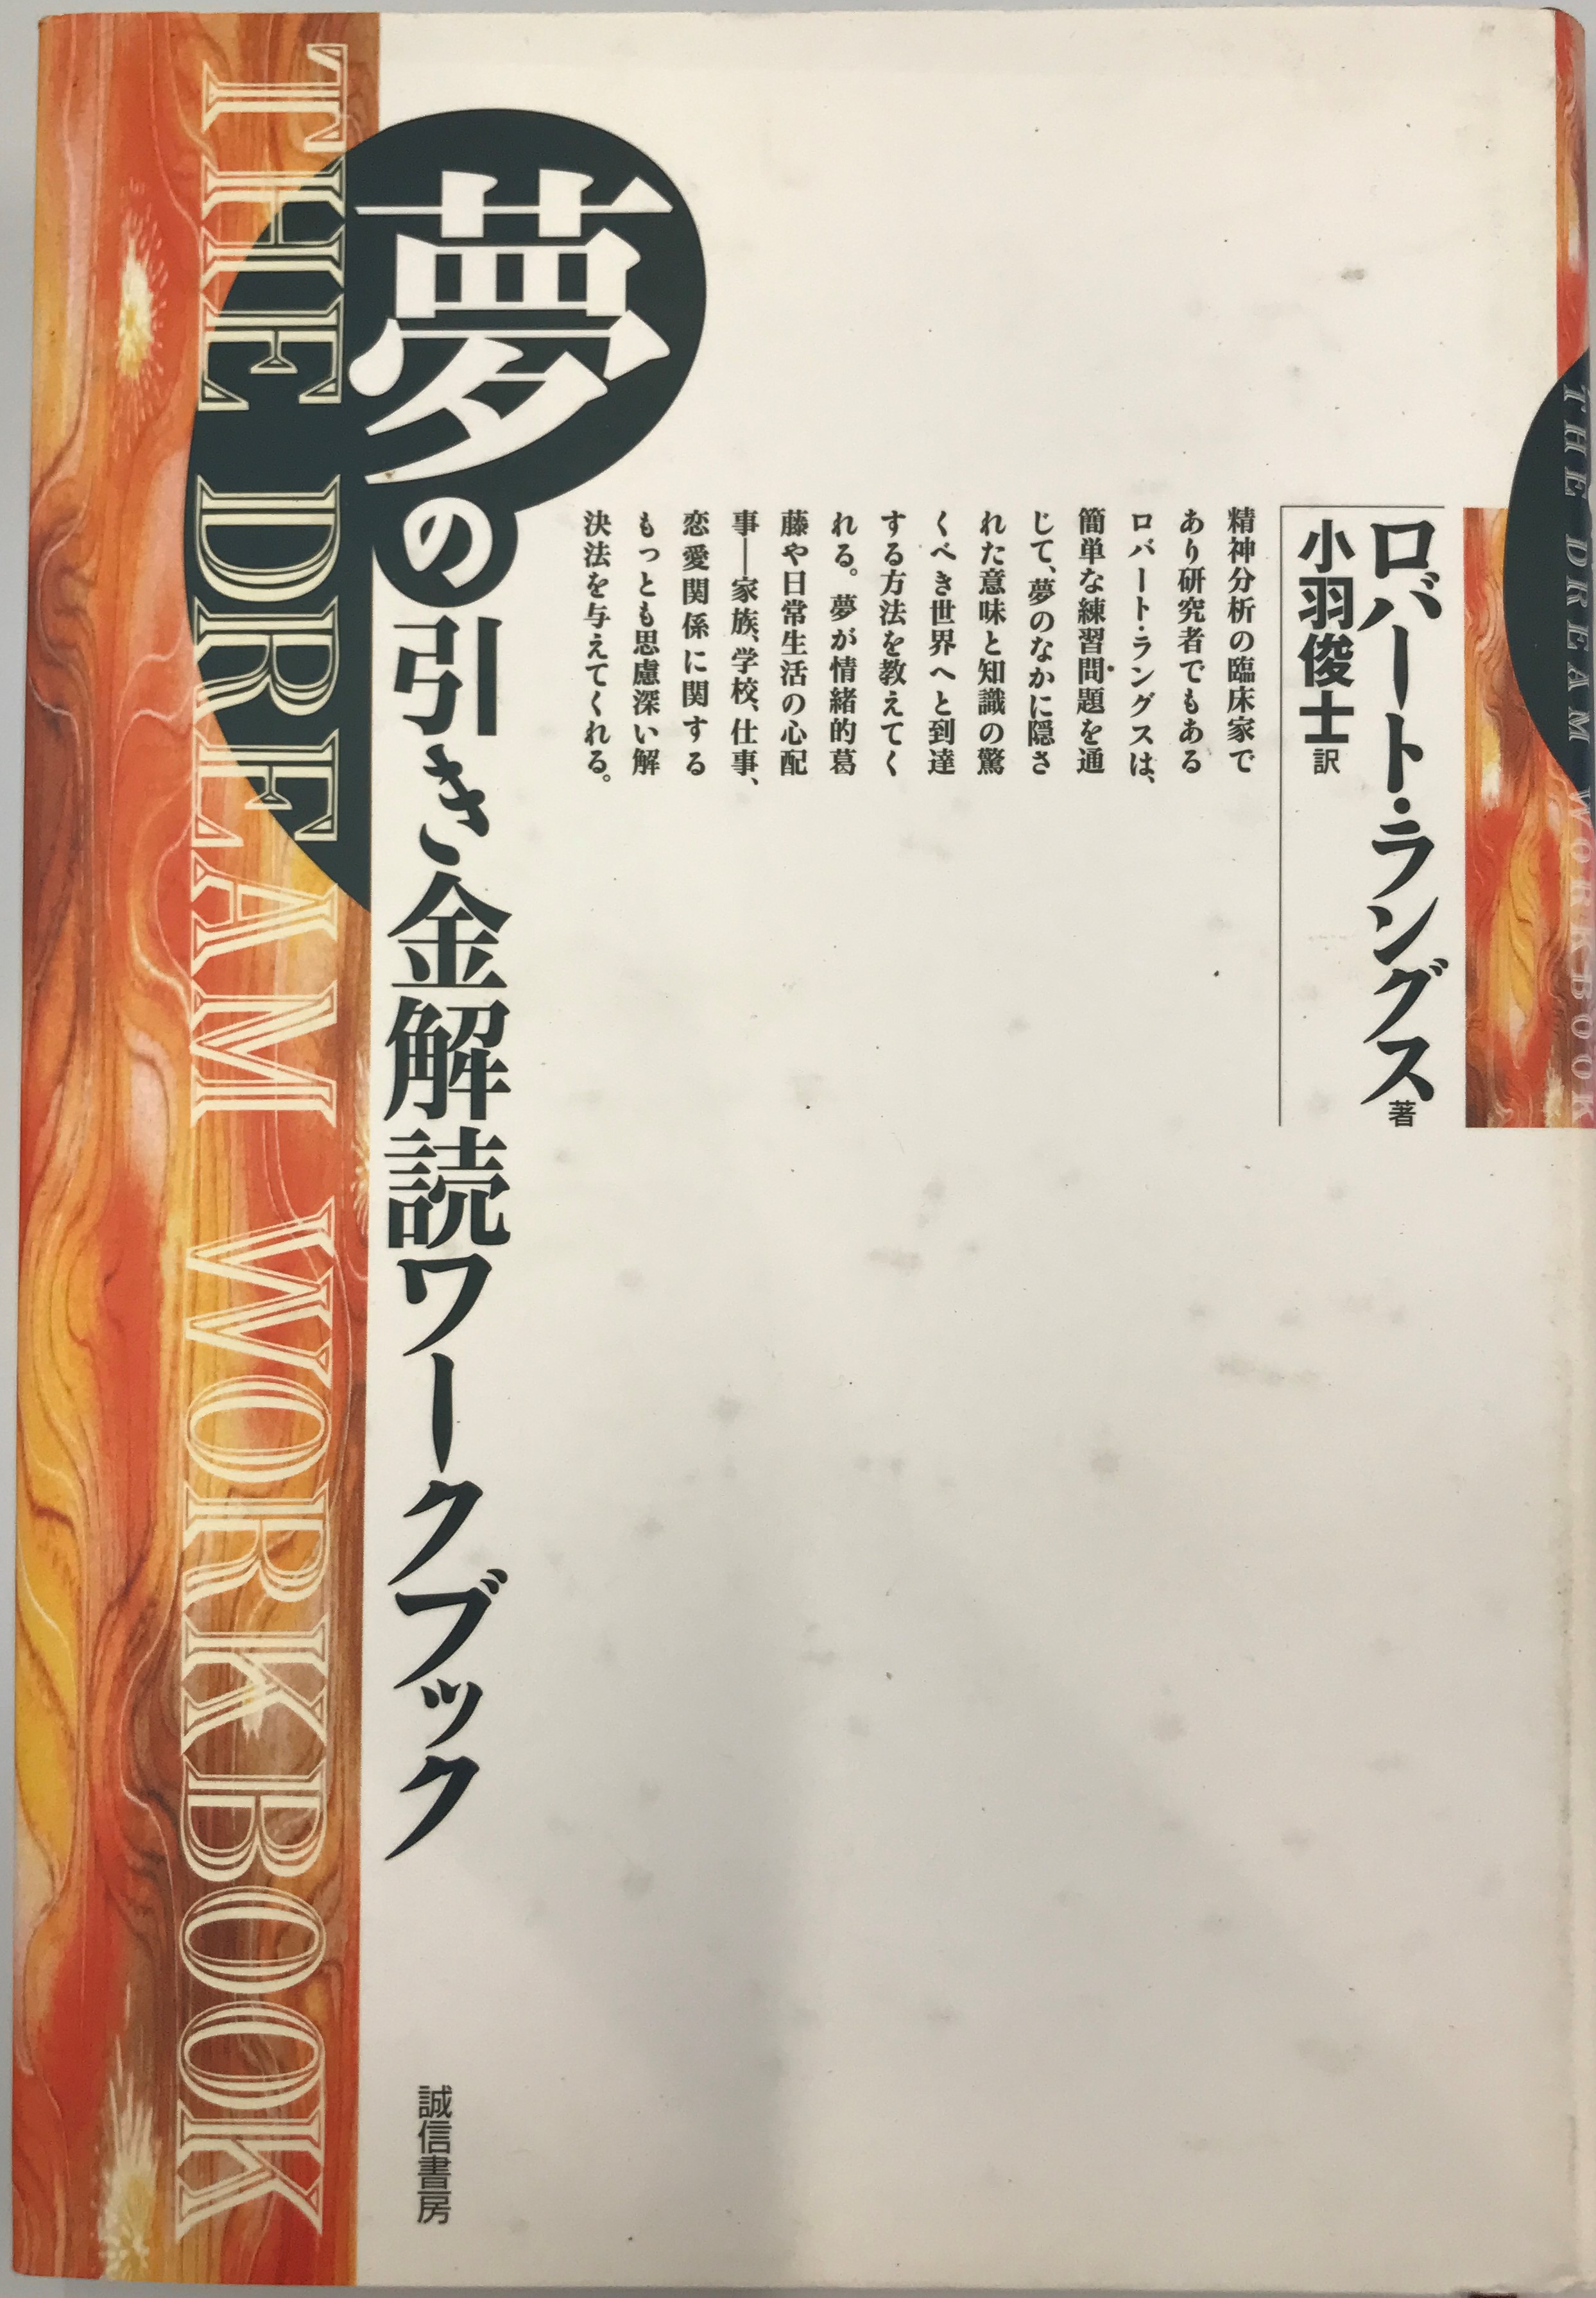 ロバート・ラングス著
小羽俊士訳
精神分析の臨床家で
あり研究者でもある
ロバート・ラングスは、
簡単な練習問題を通
じて、夢のなかに隠さ
れた意味と知識の驚
くべき世界へと到達
する方法を教えてく
れる。夢が情緒的葛
藤や日常生活の心配
事―家族、学校、仕事、
恋愛関係に関する
もっとも思慮深い解
決法を与えてくれる。
夢の引き金解読ワークブック
THE DREAM WORKBOOK
誠信書房
THE DREAM WORKBOOK